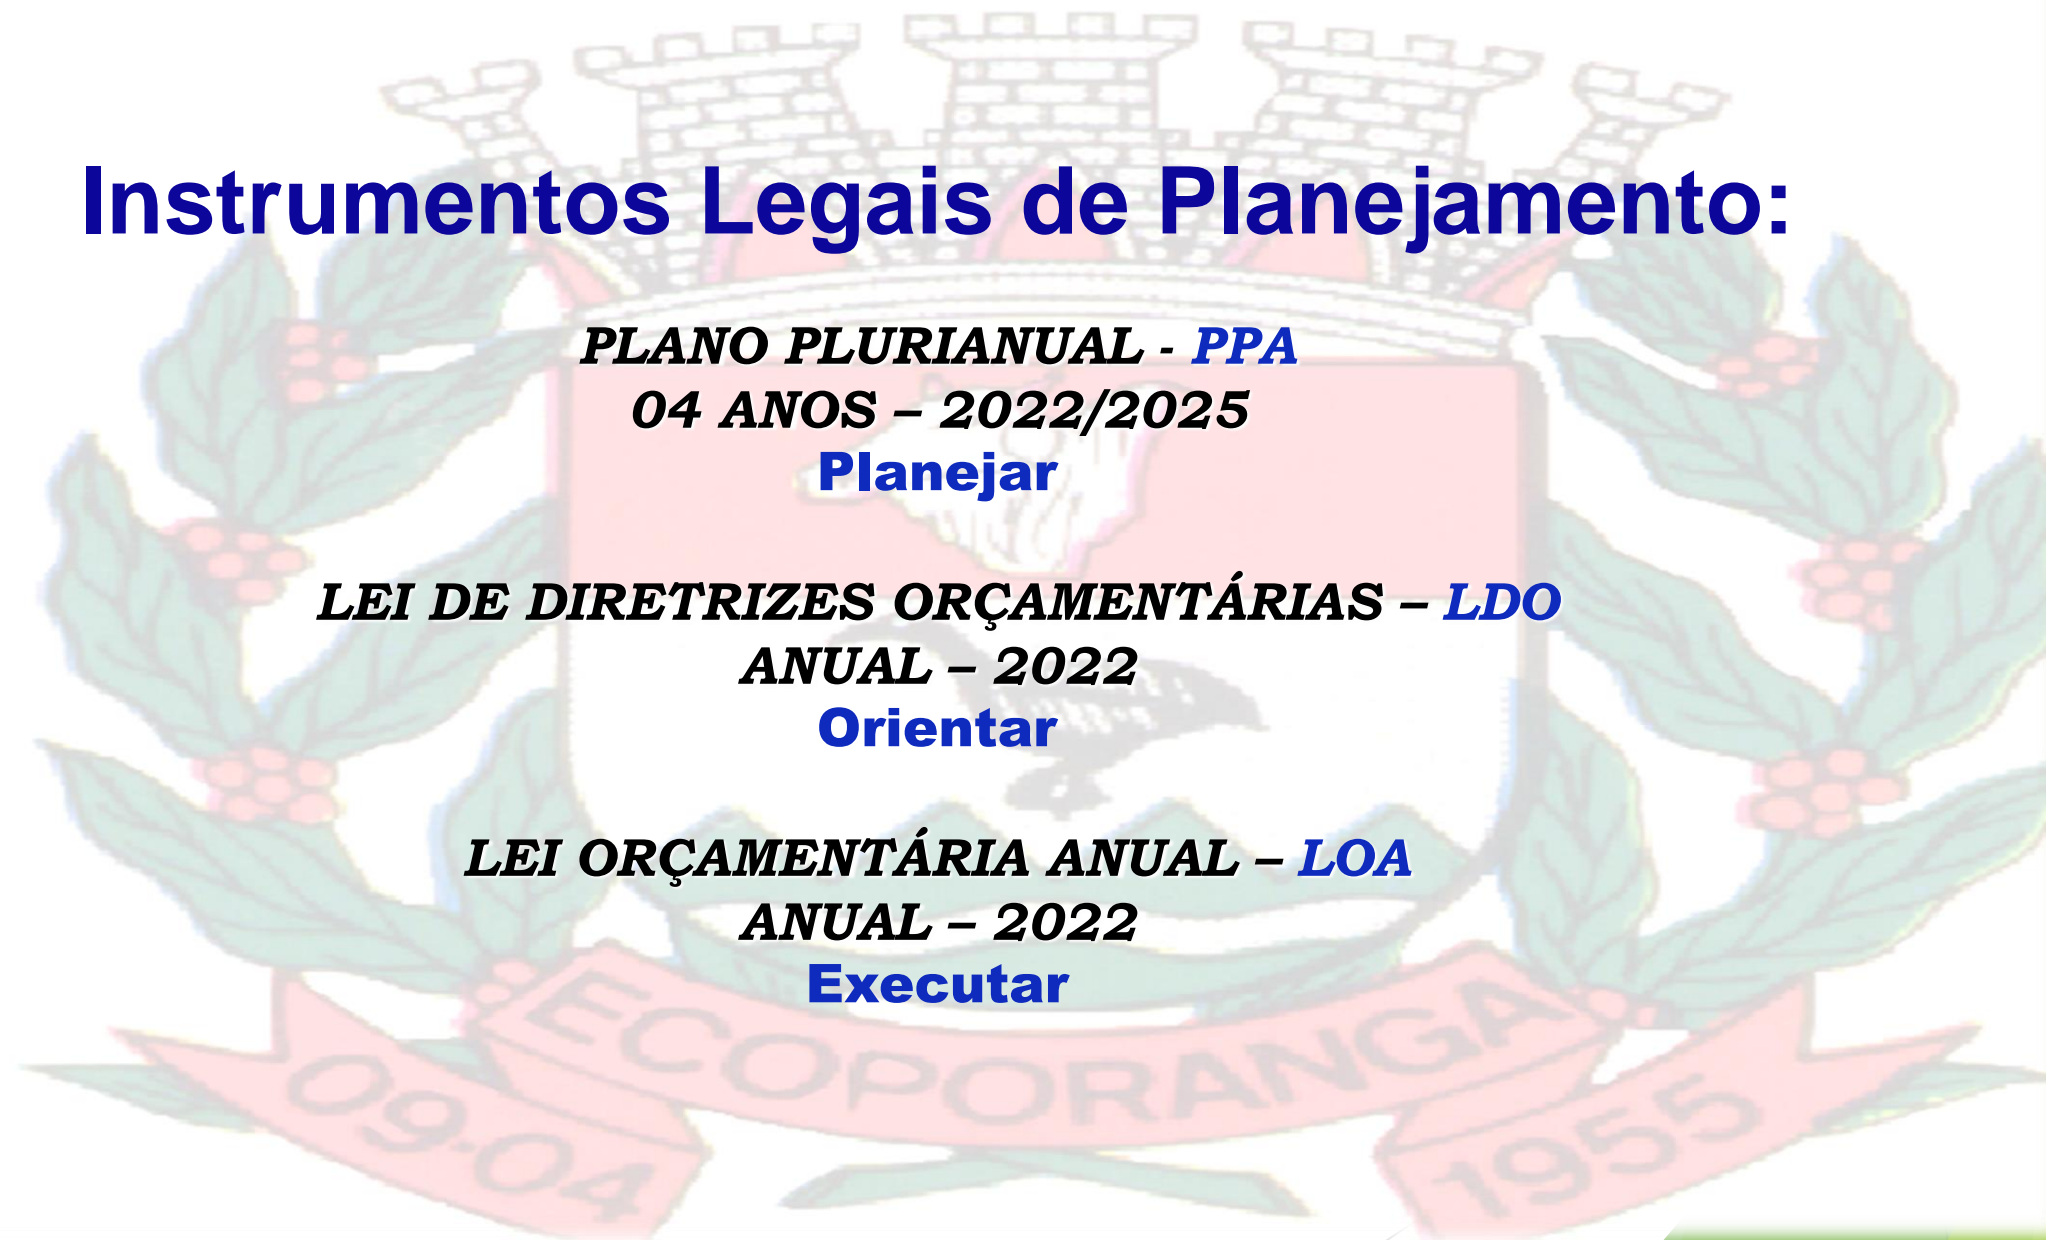 Instrumentos Legais de Planejamento:
PLANO PLURIANUAL - PPA
04 ANOS – 2022/2025
Planejar
LEI DE DIRETRIZES ORÇAMENTÁRIAS – LDO
ANUAL – 2022
Orientar
LEI ORÇAMENTÁRIA ANUAL – LOA
ANUAL – 2022
Executar
ECOPORANGA
09-04
1955